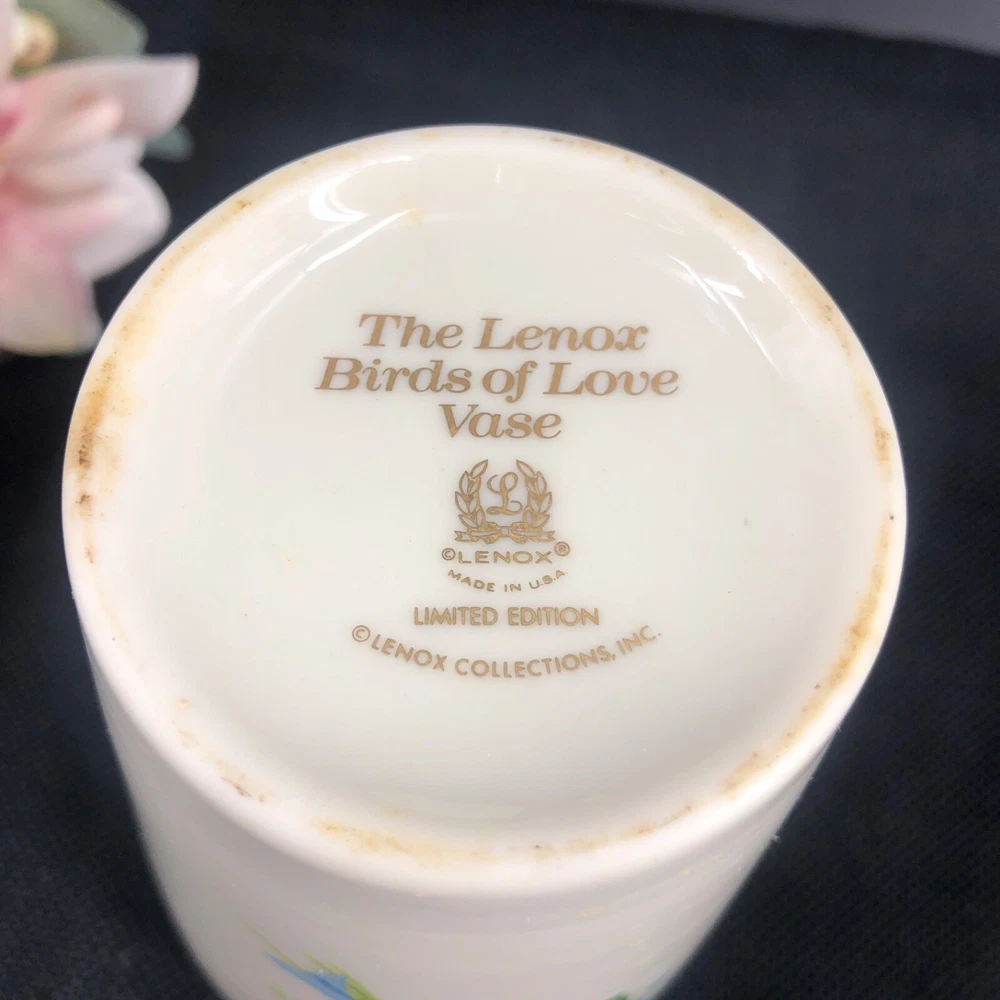 The Lenox
Birds of Love
Vase
L
©LENOX®
MADE IN U.S.A.
LIMITED EDITION
©LENOX COLLECTIONS, INC.